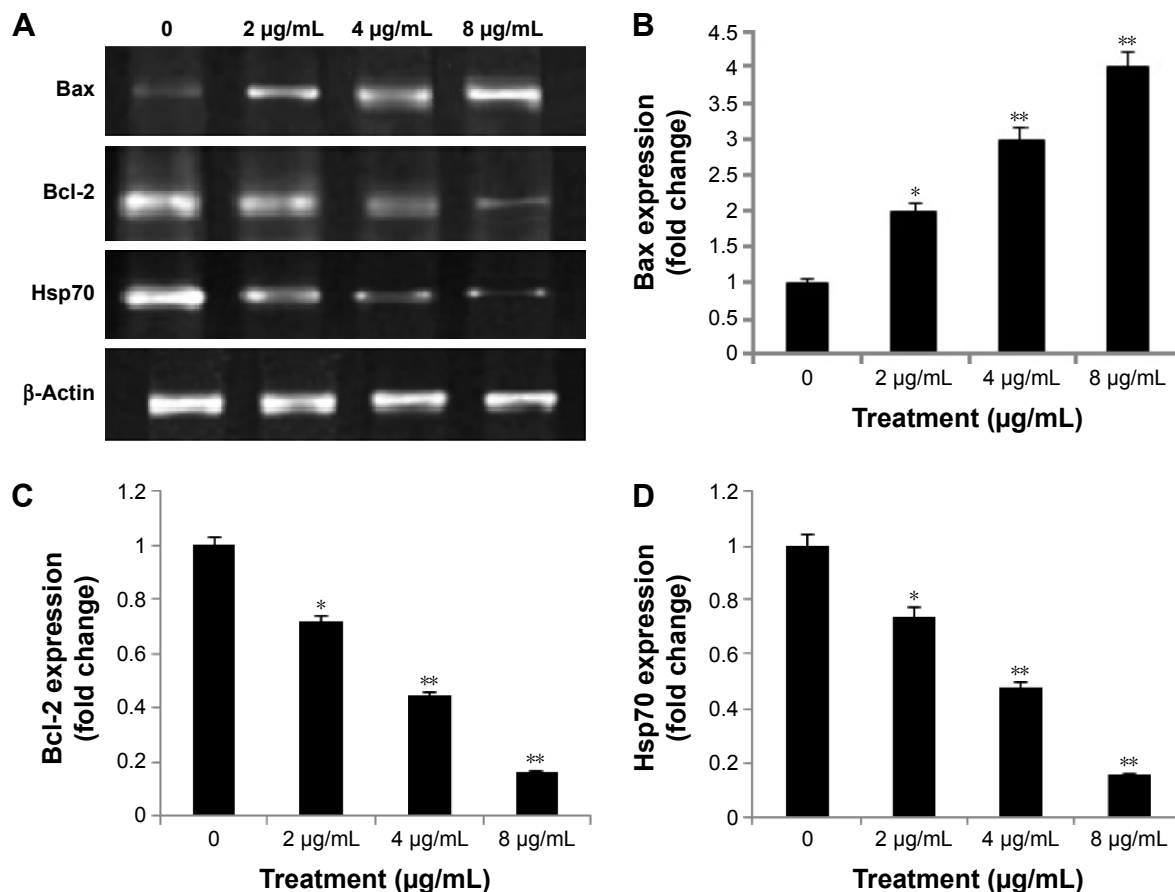 A
0 2 µg/mL 4 µg/mL 8 µg/mL
Bax
Bcl-2
Hsp70
β-Actin
B
Bax expression
(fold change)
4.5
4
3.5
3
2.5
2
1.5
1
0.5
0
*
**
**
0 2 µg/mL 4 µg/mL 8 µg/mL
Treatment (µg/mL)
C
Bcl-2 expression
(fold change)
1.2
1
0.8
0.6
0.4
0.2
0
*
**
**
0 2 µg/mL 4 µg/mL 8 µg/mL
Treatment (µg/mL)
D
Hsp70 expression
(fold change)
1.2
1
0.8
0.6
0.4
0.2
0
*
**
**
0 2 µg/mL 4 µg/mL 8 µg/mL
Treatment (µg/mL)